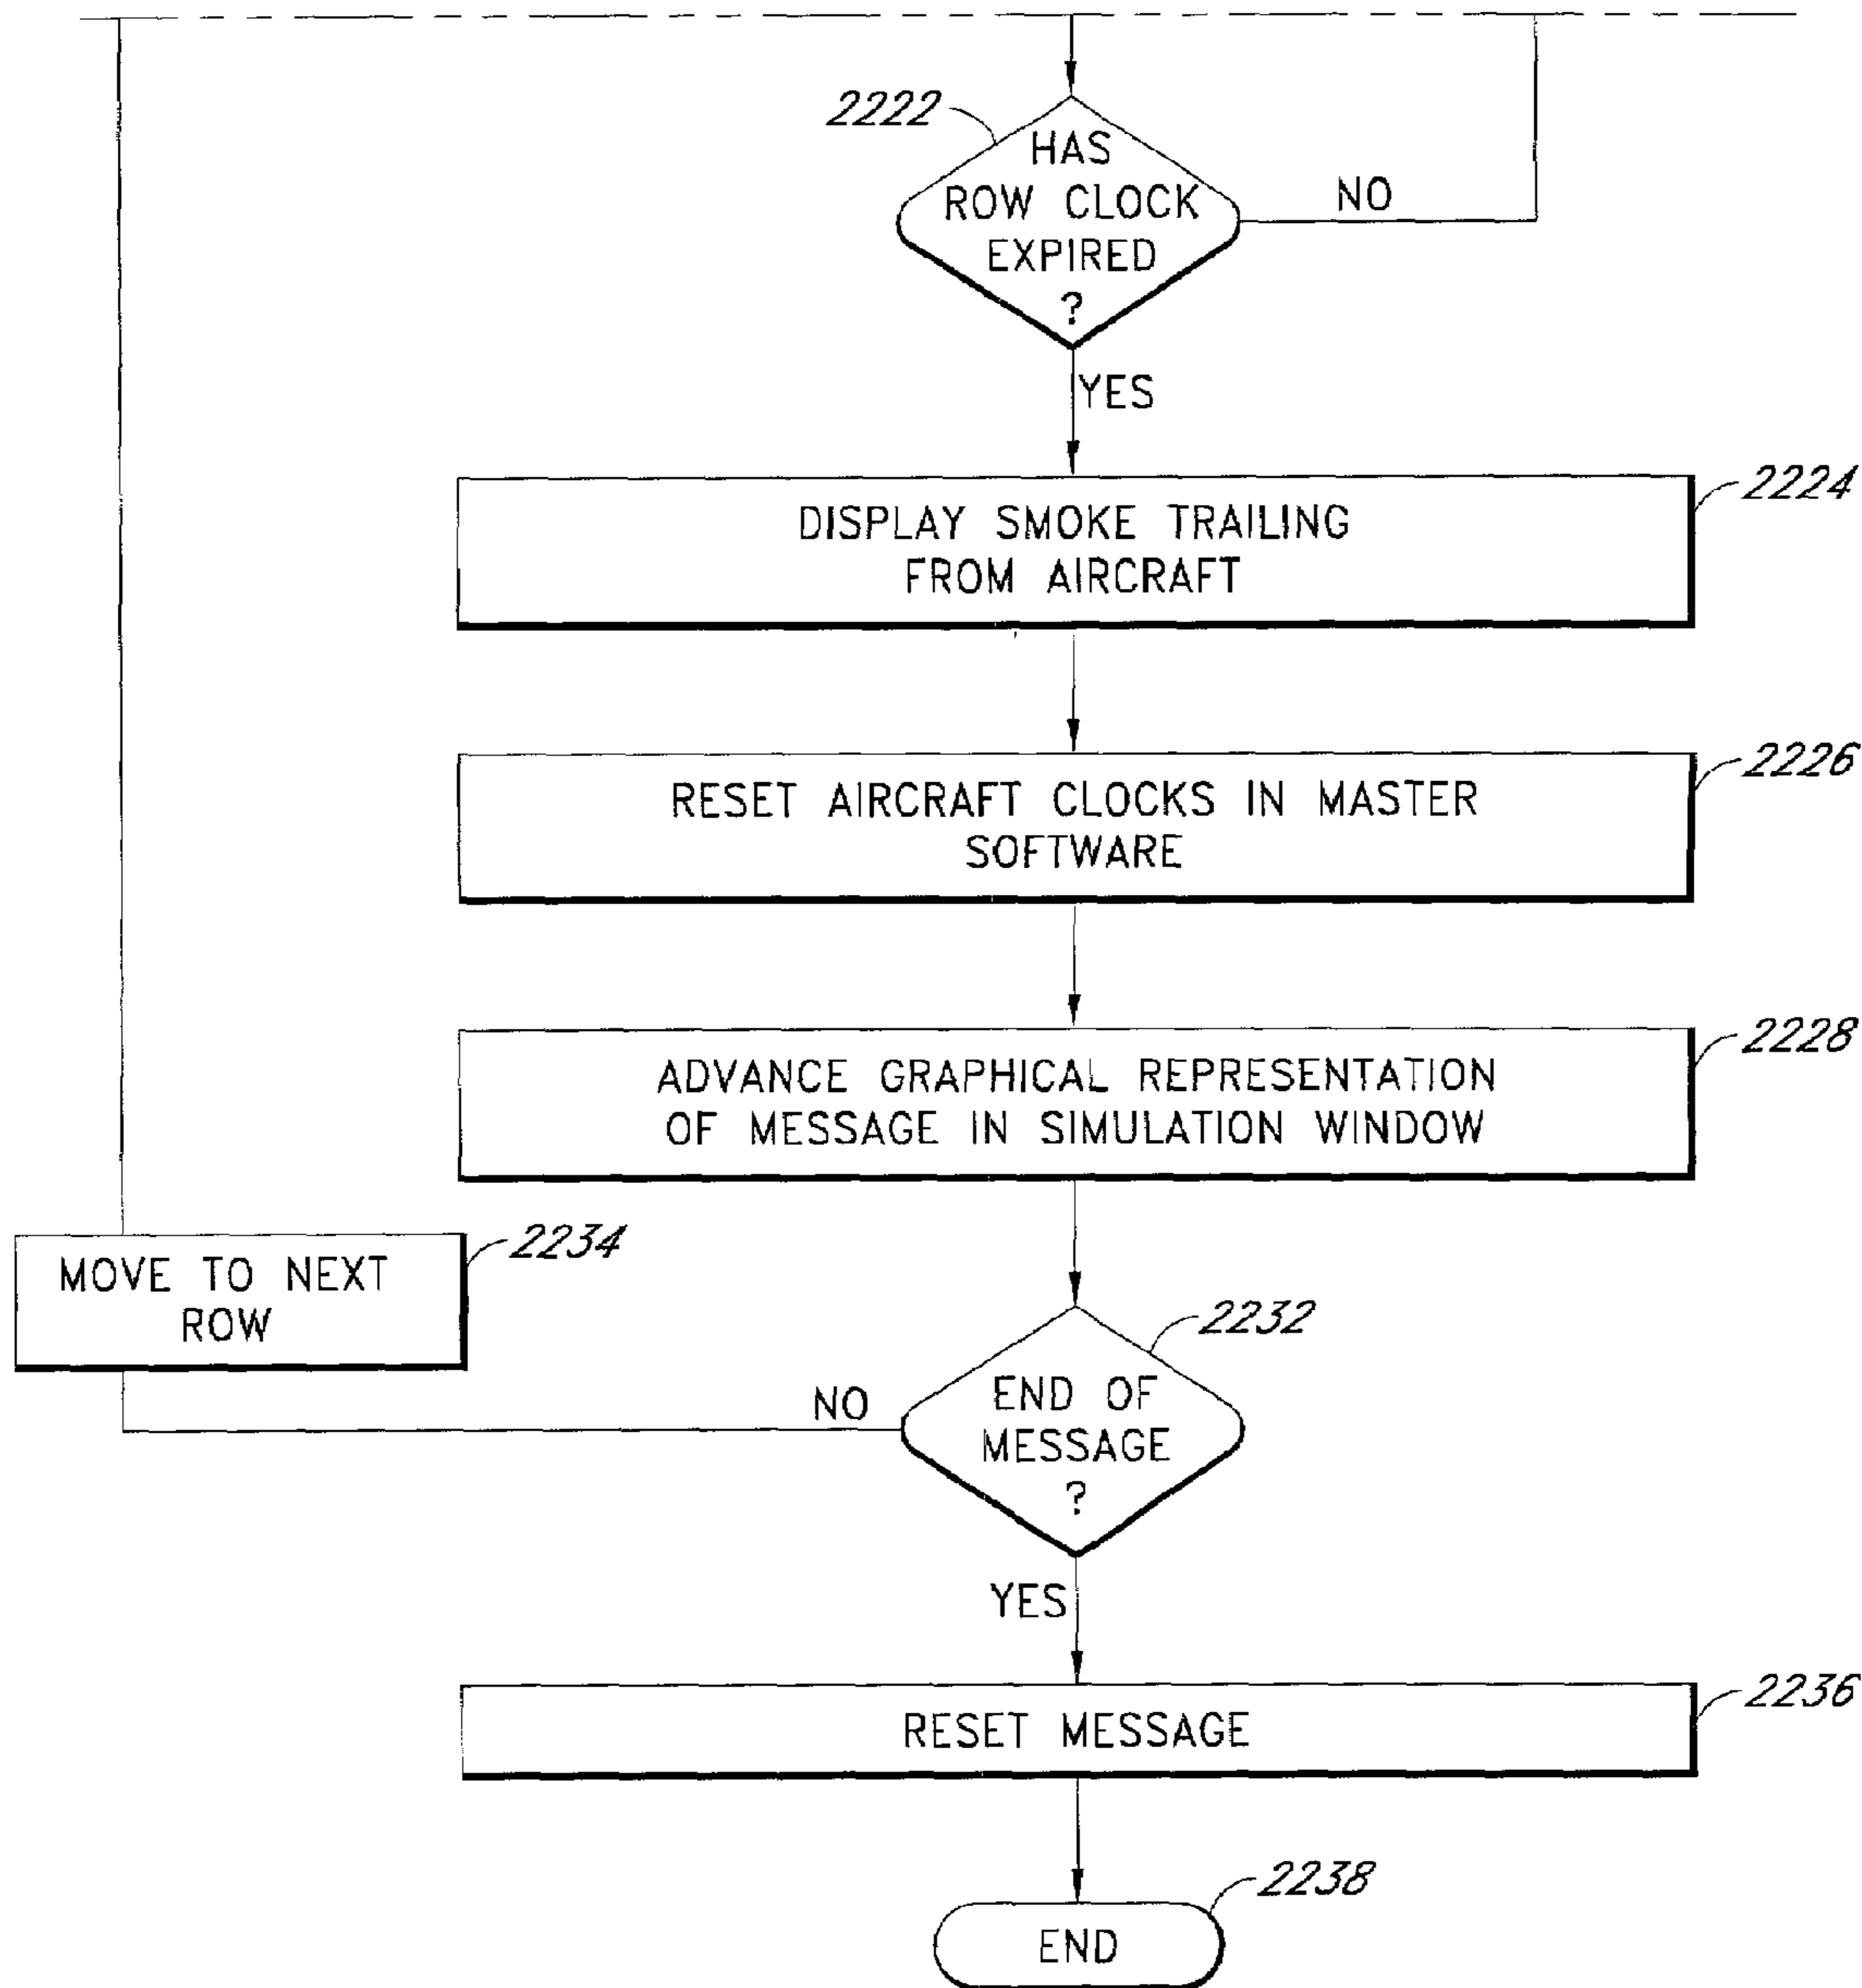 2222
HAS
ROW CLOCK
EXPIRED
?
NO
YES
2224
DISPLAY SMOKE TRAILING
FROM AIRCRAFT
2226
RESET AIRCRAFT CLOCKS IN MASTER
SOFTWARE
2228
ADVANCE GRAPHICAL REPRESENTATION
OF MESSAGE IN SIMULATION WINDOW
2234
MOVE TO NEXT
ROW
2232
END OF
MESSAGE
?
NO
YES
2236
RESET MESSAGE
2238
END